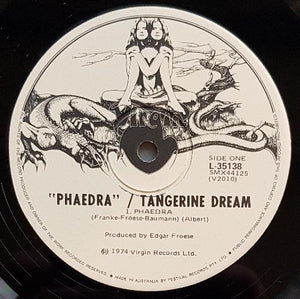 Virgin
SIDE ONE
L-35138
SMX44125
(V2010)
"PHAEDRA" / TANGERINE DREAM
1. PHAEDRA
(Franke-Froese-Baumann) (Albert)
Produced by Edgar Froese
℗ 1974 Virgin Records Ltd.
MADE IN AUSTRALIA BY FESTIVAL RECORDS PTY. LTD.